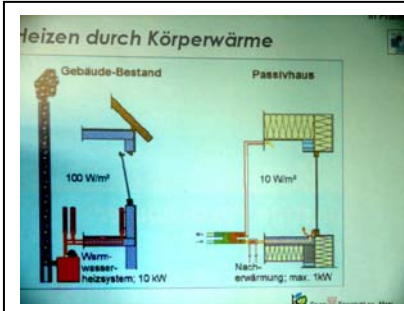 Heizen durch Körperwärme
Gebäude-Bestand
Passivhaus
100 W/m²
10 W/m²
Warm-
wasser-
heizsystem; 10 kW
Nach-
erwärmung; max. 1kW